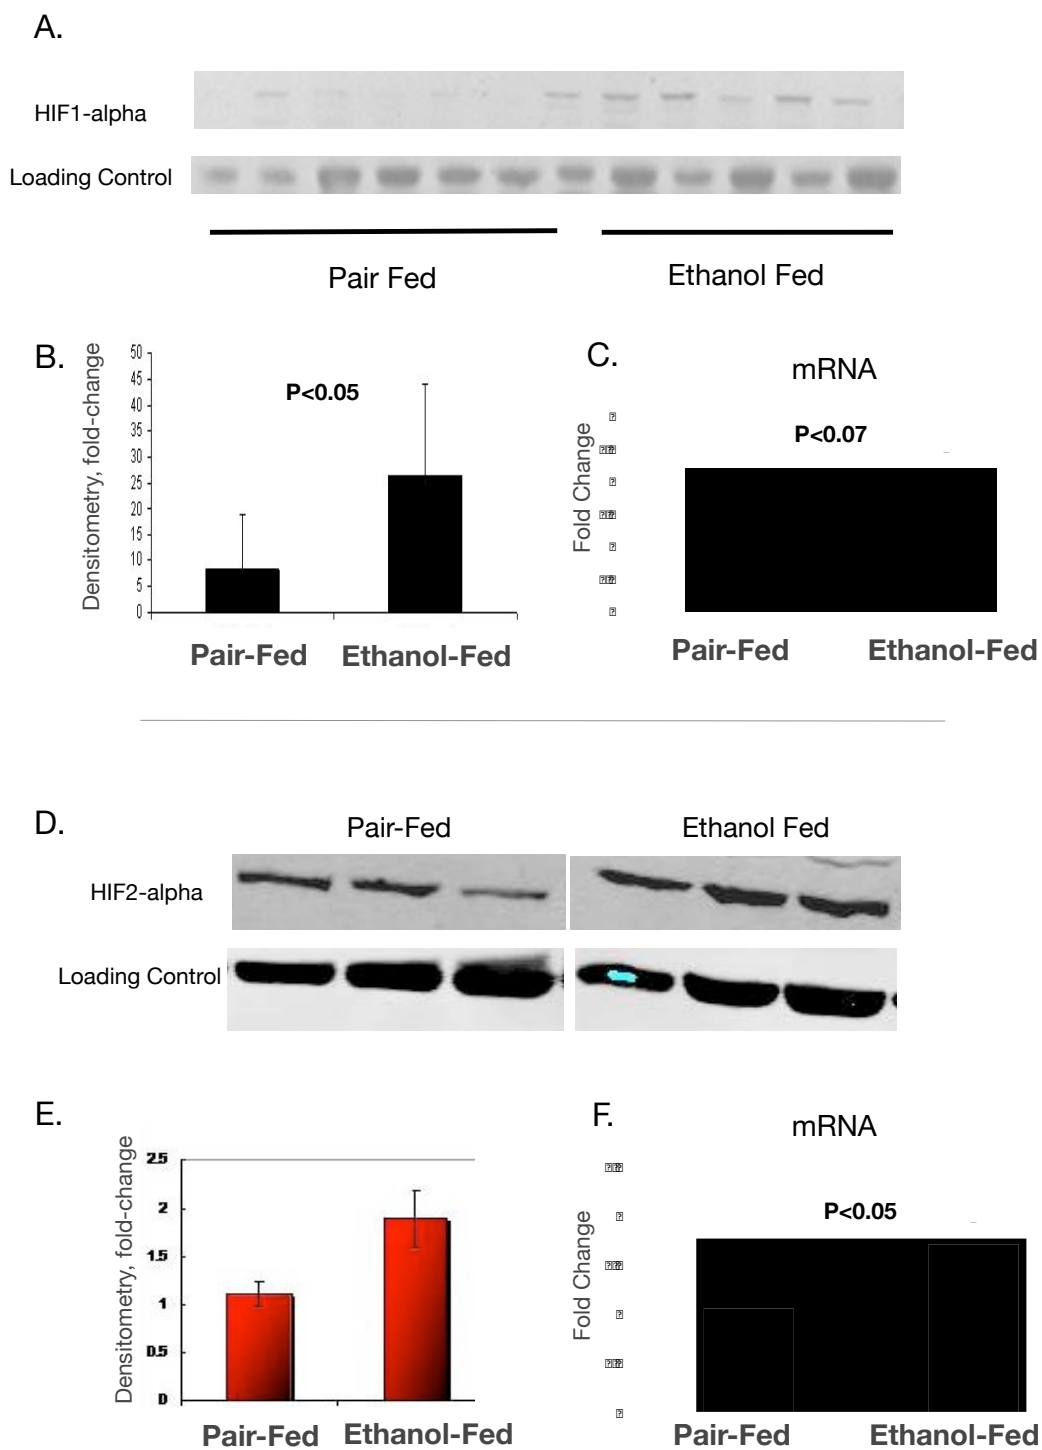 A.
HIF1-alpha
Loading Control
Pair Fed
Ethanol Fed
B.
Densitometry, fold-change
50
45
40
35
30
25
20
15
10
5
0
P<0.05
Pair-Fed
Ethanol-Fed
C.
mRNA
P<0.07
Fold Change
Pair-Fed
Ethanol-Fed
D.
Pair-Fed
Ethanol Fed
HIF2-alpha
Loading Control
E.
Densitometry, fold-change
2.5
2
1.5
1
0.5
0
Pair-Fed
Ethanol-Fed
F.
mRNA
P<0.05
Fold Change
Pair-Fed
Ethanol-Fed